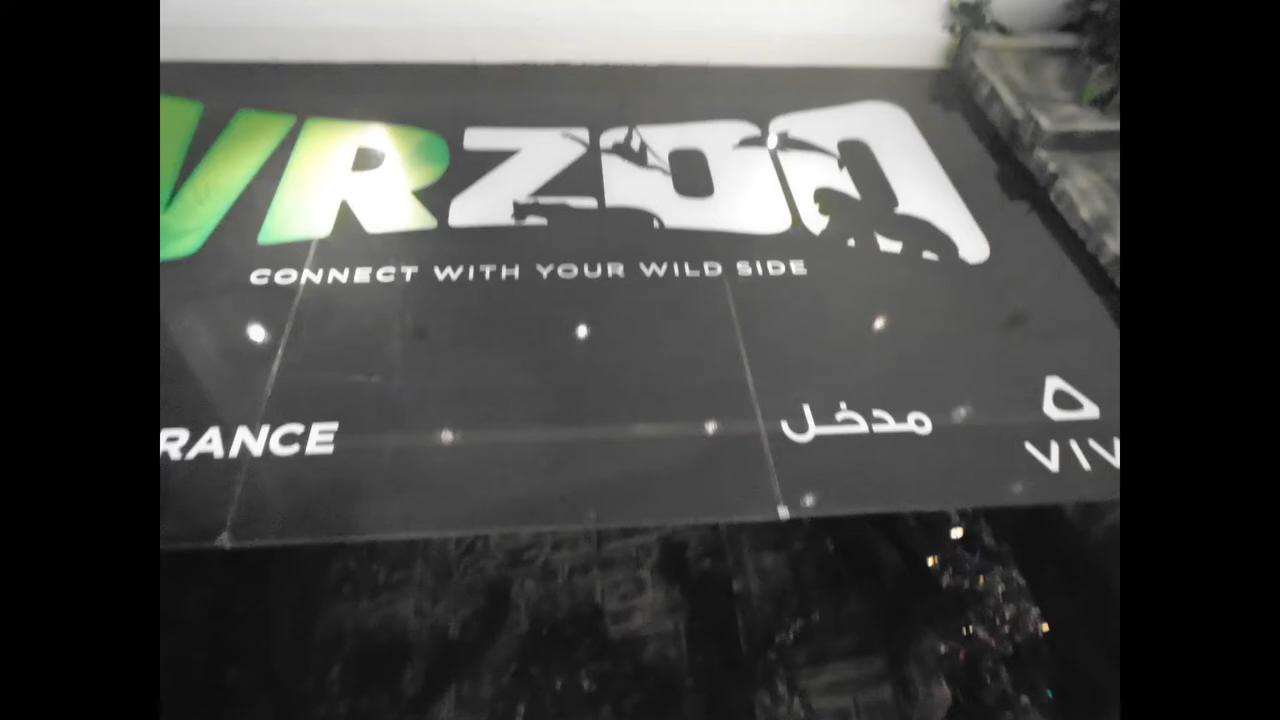 VRZOO
CONNECT WITH YOUR WILD SIDE
RANCE
مدخل
VIV